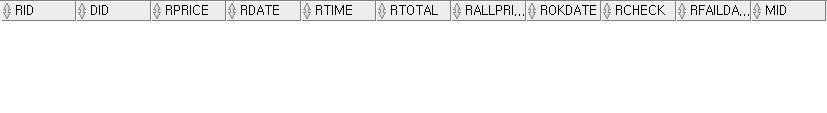 RID DID RPRICE RDATE RTIME RTOTAL RALLPRI... ROKDATE RCHECK RFAILDA... MID